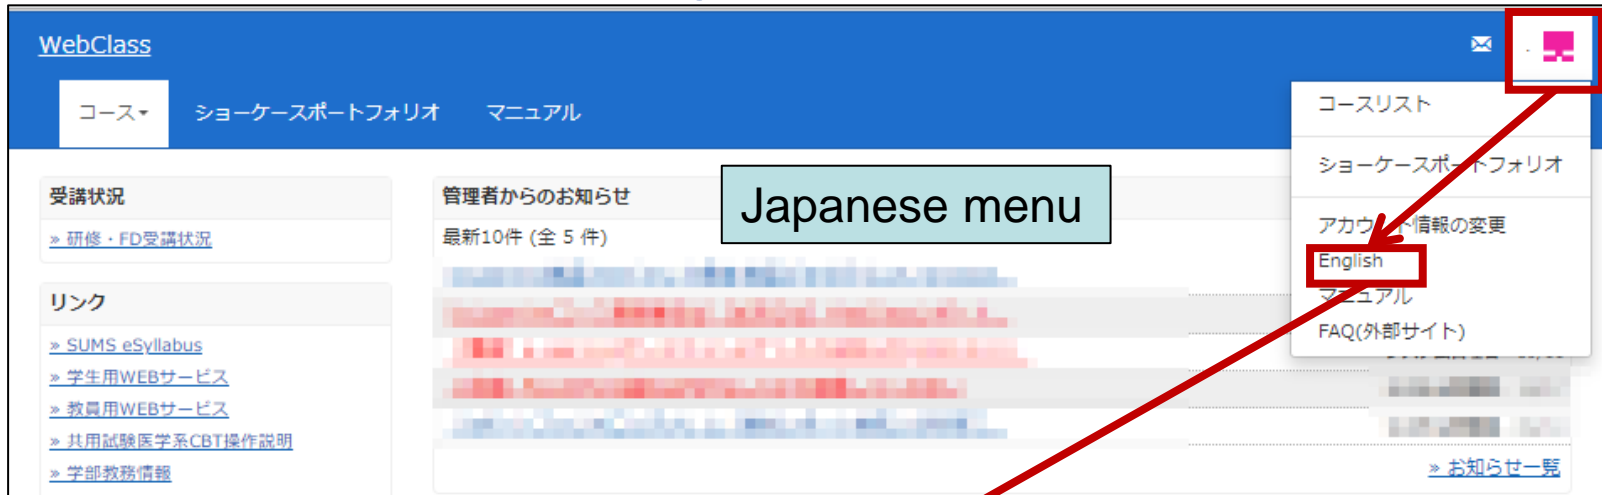 WebClass
コース▾ ショーケースポートフォリオ マニュアル
コースリスト
ショーケースポートフォリオ
アカウント情報の変更
English
マニュアル
FAQ(外部サイト)
Japanese menu
受講状況
» 研修・FD受講状況
リンク
» SUMS eSyllabus
» 学生用WEBサービス
» 教員用WEBサービス
» 共用試験医学系CBT操作説明
» 学部教務情報
管理者からのお知らせ
最新10件 (全 5 件)
» お知らせ一覧